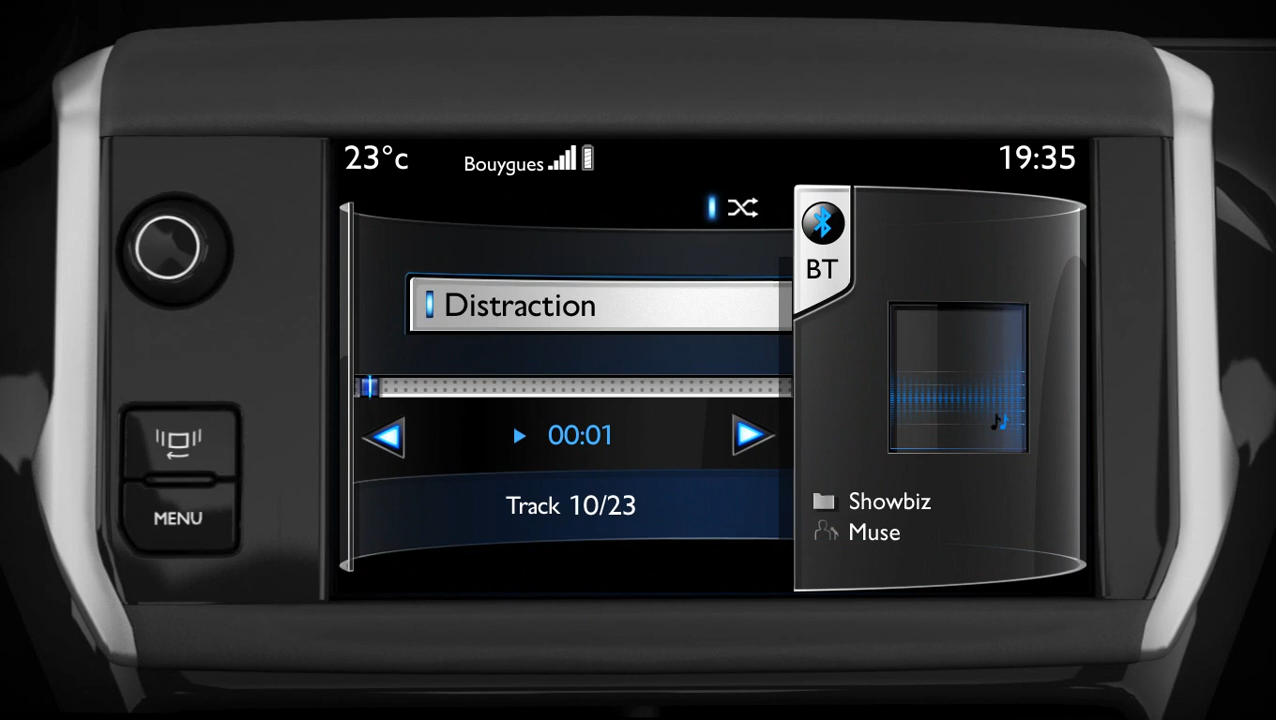 23°c
Bouygues
19:35
BT
Distraction
00:01
Track 10/23
Showbiz
Muse
MENU